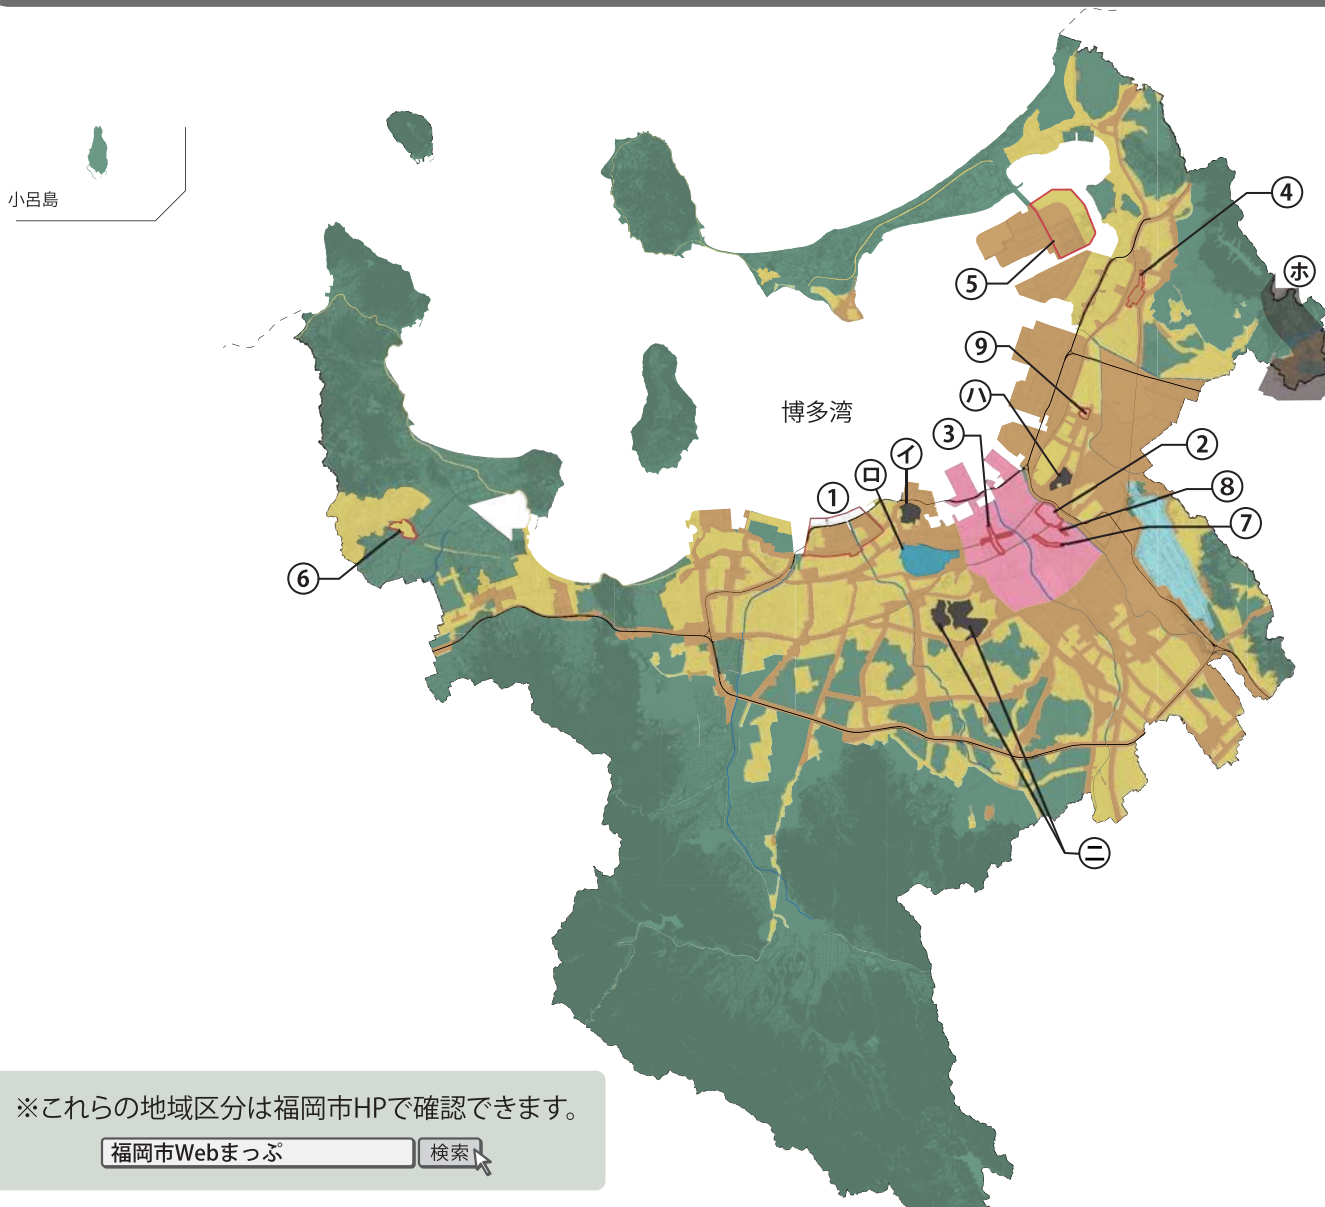 小呂島
④
ホ
⑤
⑨
ハ
博多湾
③
②
イ
ロ
①
⑧
⑦
⑥
ニ
※これらの地域区分は福岡市HPで確認できます。
福岡市Webまっぷ 検索